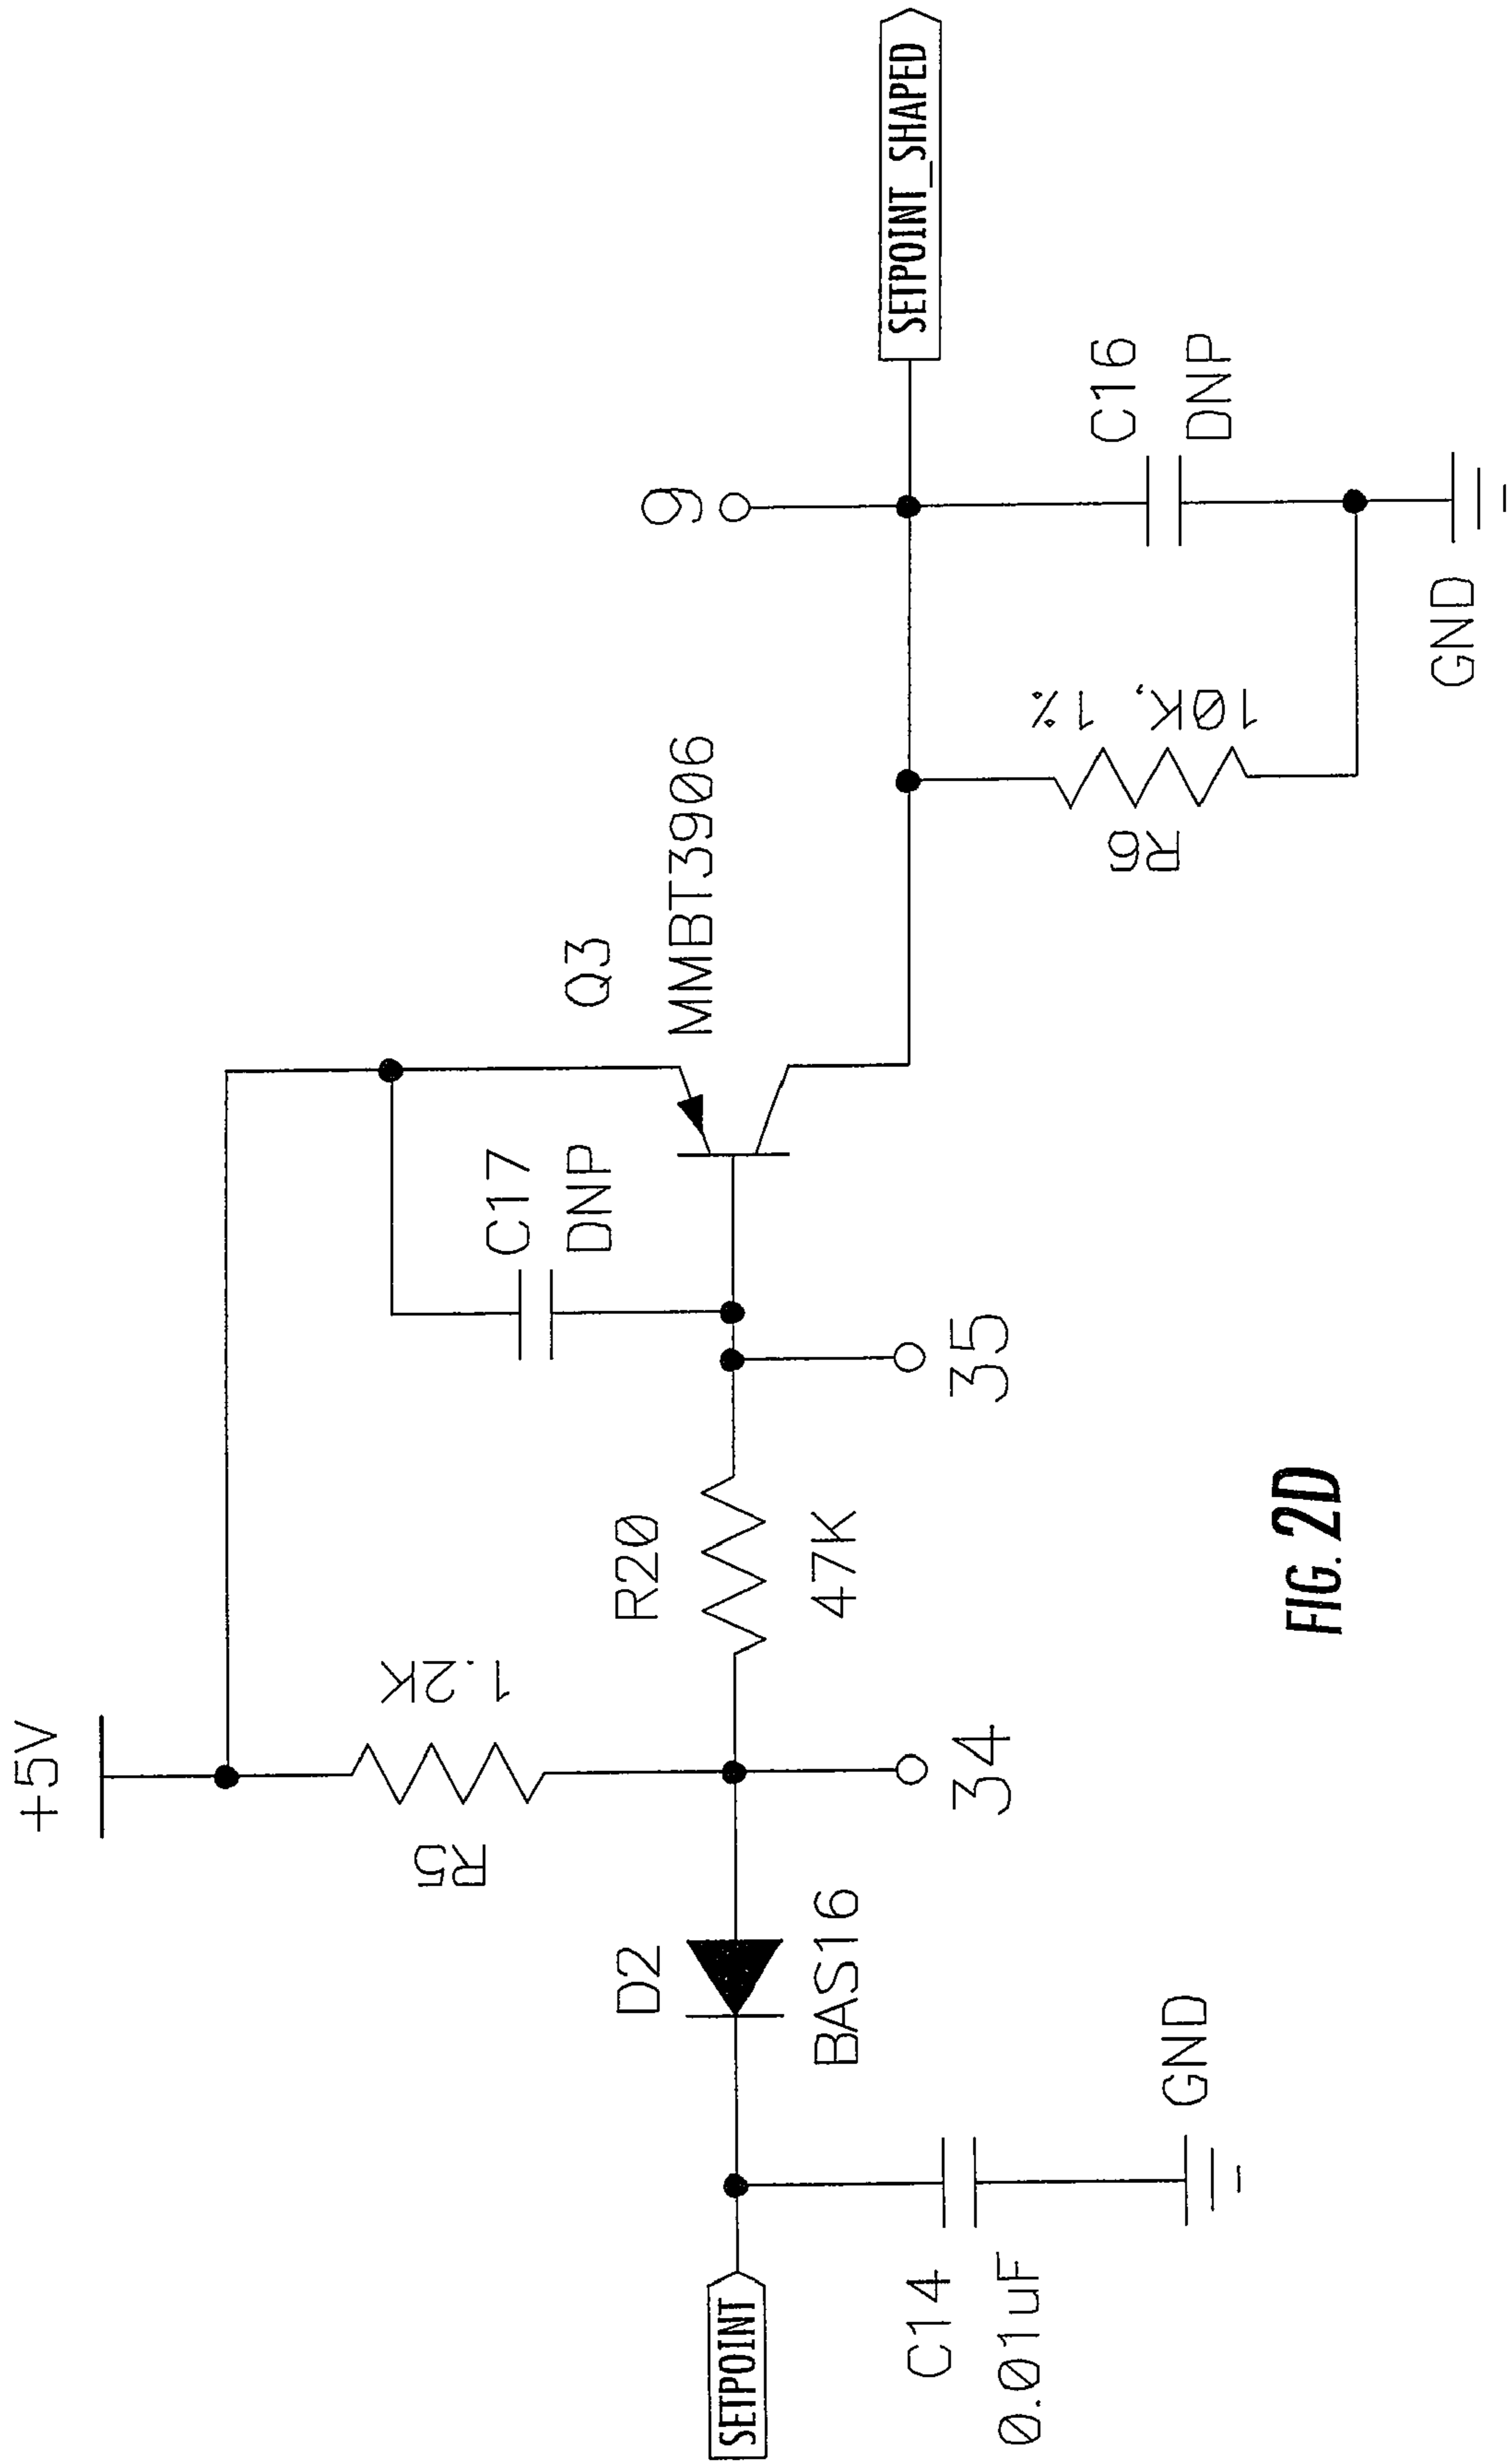 +5V
R5
1.2K
C17
DNP
Q3
MMBT3906
9
SETPOINT_SHAPED
SETPOINT
D2
BAS16
R20
47K
34
35
C14
0.01uF
GND
R6
10K, 1%
C16
DNP
GND
FIG. 2D